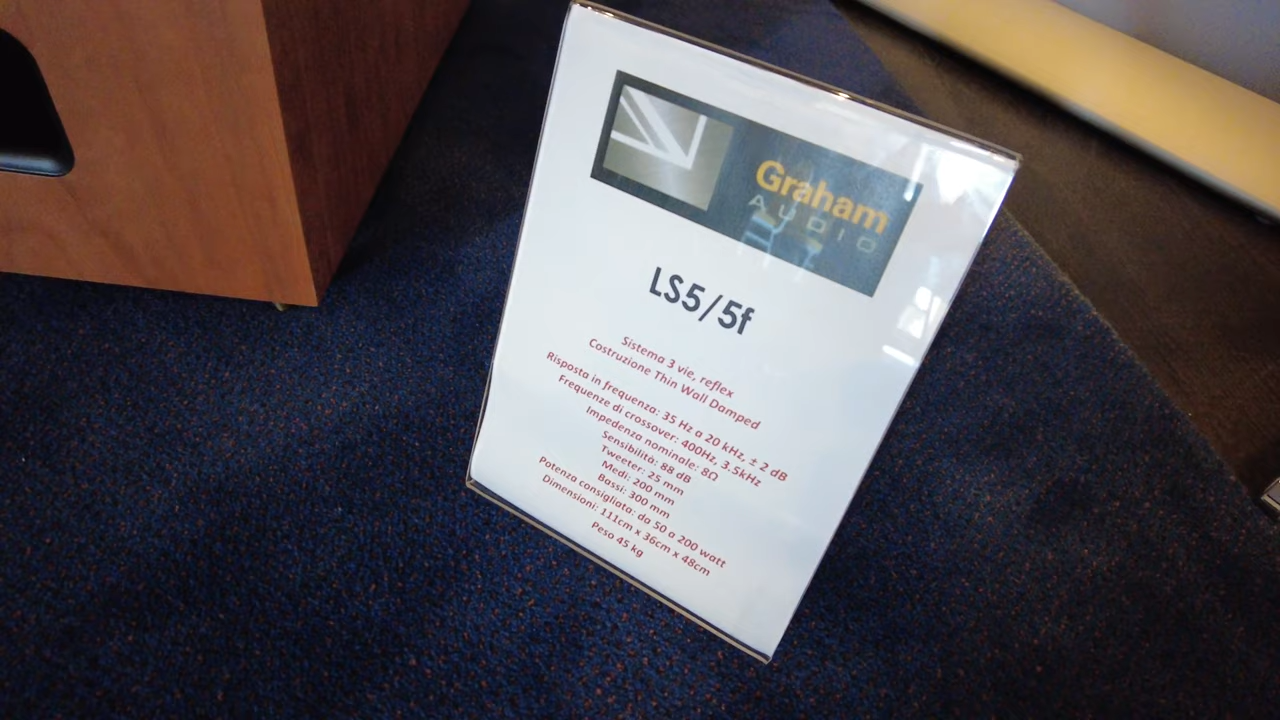 Graham
AUDIO
LS5/5f
Sistema 3 vie, reflex
Costruzione Thin Wall Damped
Risposta in frequenza: 35 Hz a 20 kHz, ± 2 dB
Frequenze di crossover: 400Hz, 3.5kHz
Impedenza nominale: 8Ω
Sensibilità: 88 dB
Tweeter: 25 mm
Medi: 200 mm
Bassi: 300 mm
Potenza consigliata: da 50 a 200 watt
Dimensioni: 111cm x 36cm x 48cm
Peso 45 kg